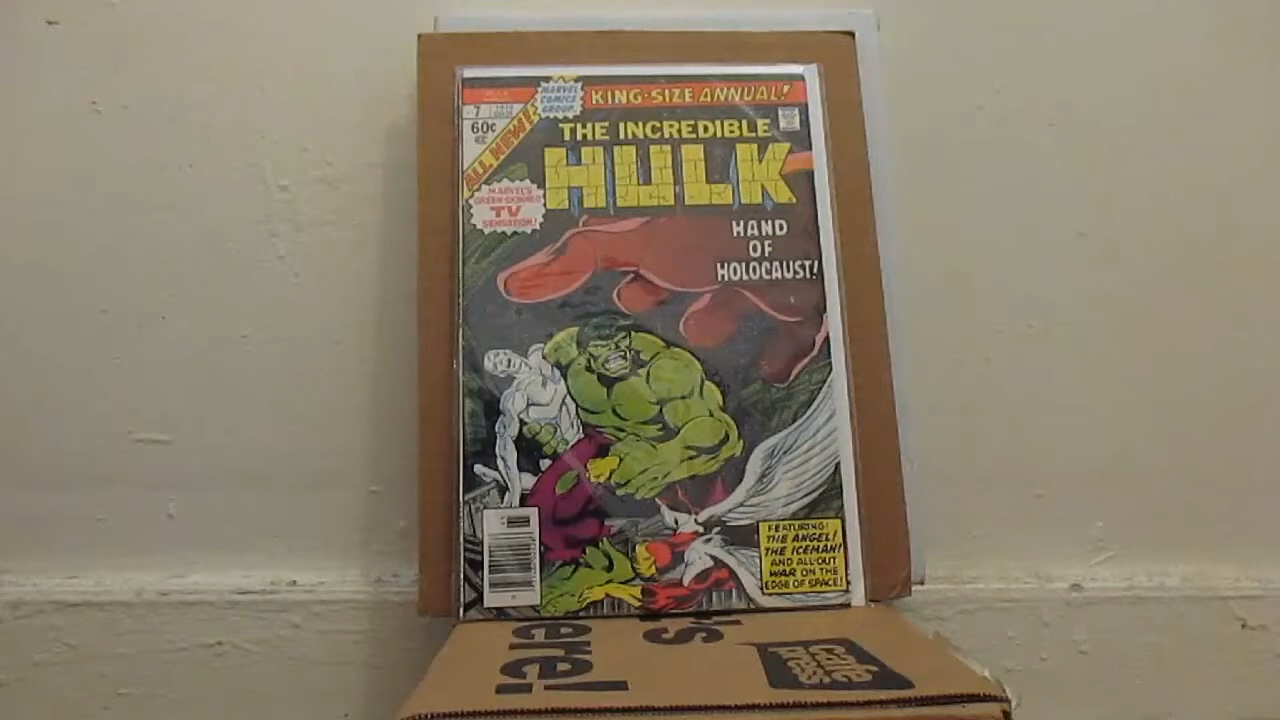 MARVEL
COMICS
GROUP
KING-SIZE ANNUAL!
7
60¢
ALL NEW!
THE INCREDIBLE
HULK
MARVEL'S
GREEN-SKINNED
TV
SENSATION!
HAND
OF
HOLOCAUST!
FEATURING!
THE ANGEL!
THE ICEMAN!
AND ALL-OUT
WAR ON THE
EDGE OF SPACE!
ere!
's
cafe
press